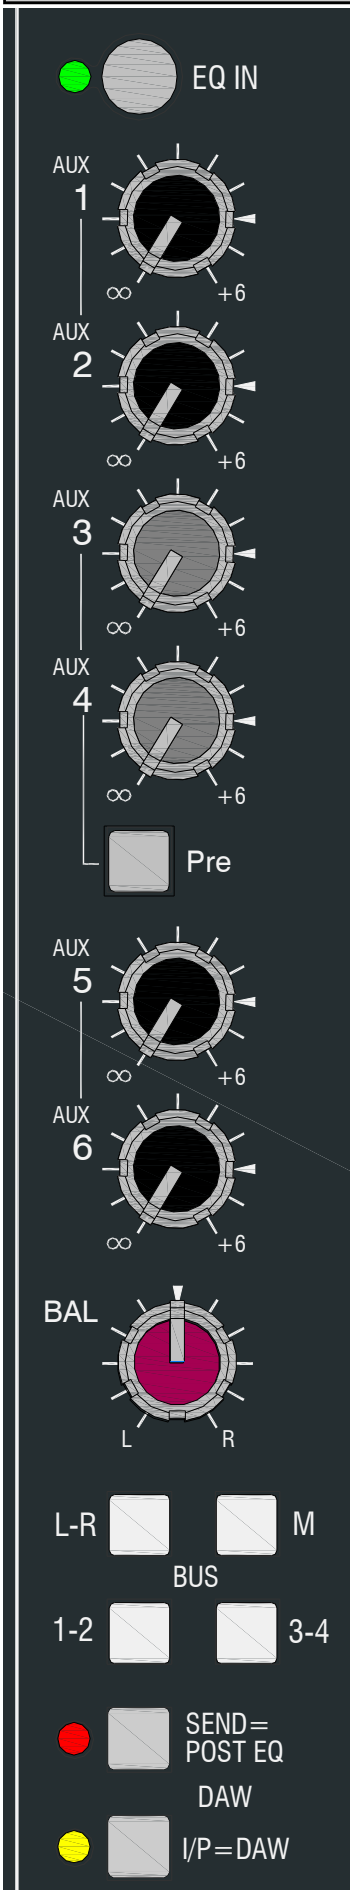 EQ IN
AUX
1
∞ +6
AUX
2
∞ +6
AUX
3
∞ +6
AUX
4
∞ +6
Pre
AUX
5
∞ +6
AUX
6
∞ +6
BAL
L R
L-R M
BUS
1-2 3-4
SEND=
POST EQ
DAW
I/P=DAW